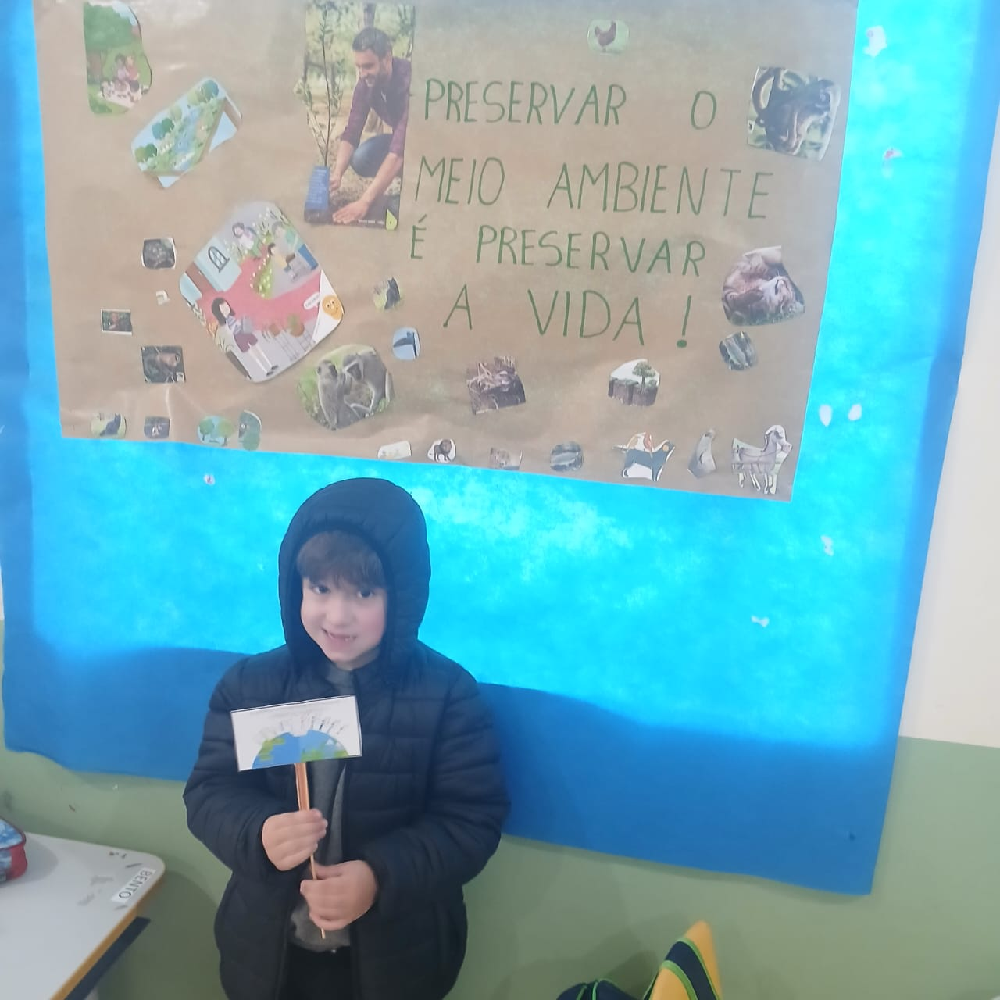 PRESERVAR O
MEIO AMBIENTE
É PRESERVAR
A VIDA!
BENTO